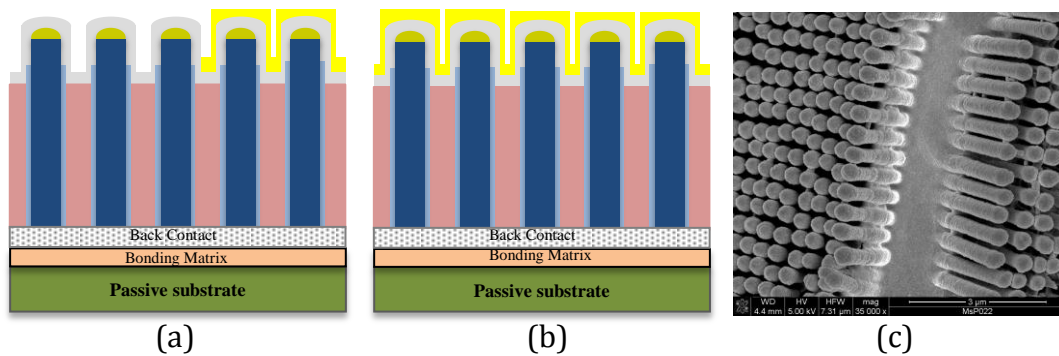 Back Contact
Bonding Matrix
Passive substrate
(a)
Back Contact
Bonding Matrix
Passive substrate
(b)
WD HV HFW mag
4.4 mm 5.00 kV 7.31 µm 35 000 x
3 µm
MsP022
(c)